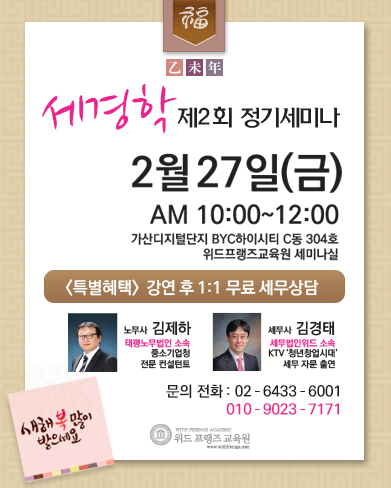 福
乙未年
세경학 제2회 정기세미나
2월 27일(금)
AM 10:00~12:00
가산디지털단지 BYC하이시티 C동 304호
위드프랜즈교육원 세미나실
〈특별혜택〉 강연 후 1:1 무료 세무상담
노무사 김제하
태평노무법인 소속
중소기업청
전문 컨설턴트
세무사 김경태
세무법인위드 소속
KTV '청년창업시대'
세무 자문 출연
문의 전화 : 02 - 6433 - 6001
010 - 9023 - 7171
새해 복 많이
받으세요
WITH FRIENDS ACADEMY
위드 프랭즈 교육원